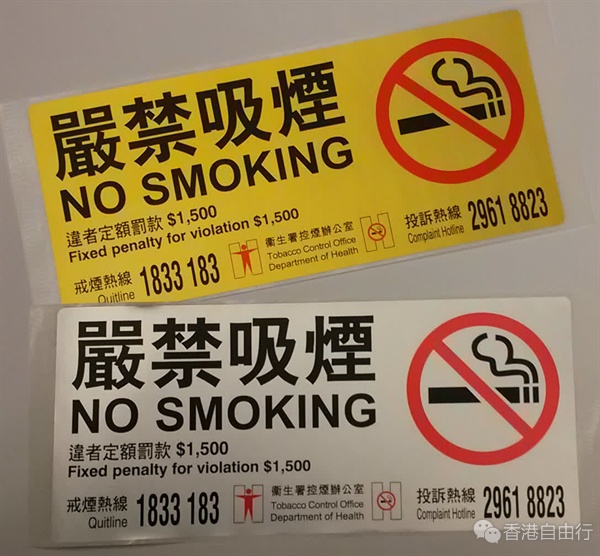 嚴禁吸煙
NO SMOKING
違者定額罰款 $1,500
Fixed penalty for violation $1,500
戒煙熱線 1833 183
Quitline
衞生署控煙辦公室
Tobacco Control Office
Department of Health
投訴熱線 2961 8823
Complaint Hotline
嚴禁吸煙
NO SMOKING
違者定額罰款 $1,500
Fixed penalty for violation $1,500
戒煙熱線 1833 183
Quitline
衞生署控煙辦公室
Tobacco Control Office
Department of Health
投訴熱線 2961 8823
Complaint Hotline
香港自由行